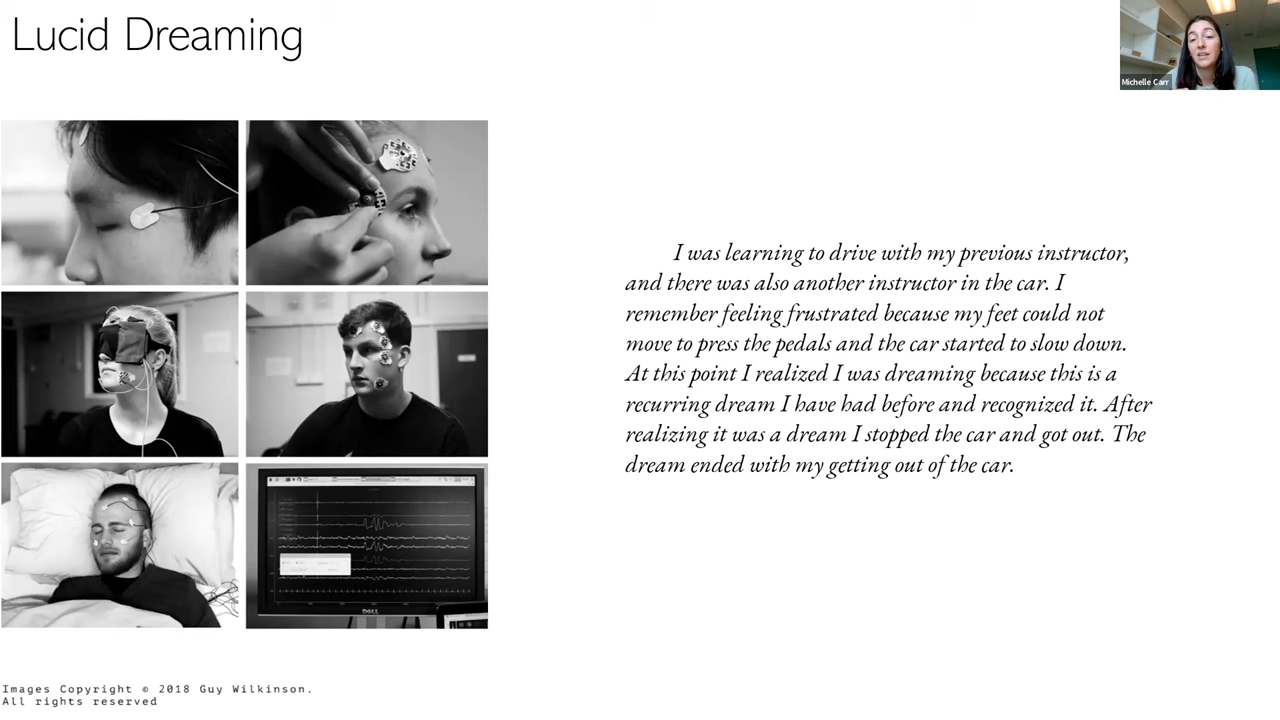 Lucid Dreaming
Michelle Carr
I was learning to drive with my previous instructor,
and there was also another instructor in the car. I
remember feeling frustrated because my feet could not
move to press the pedals and the car started to slow down.
At this point I realized I was dreaming because this is a
recurring dream I have had before and recognized it. After
realizing it was a dream I stopped the car and got out. The
dream ended with my getting out of the car.
DELL
Images Copyright © 2018 Guy Wilkinson.
All rights reserved